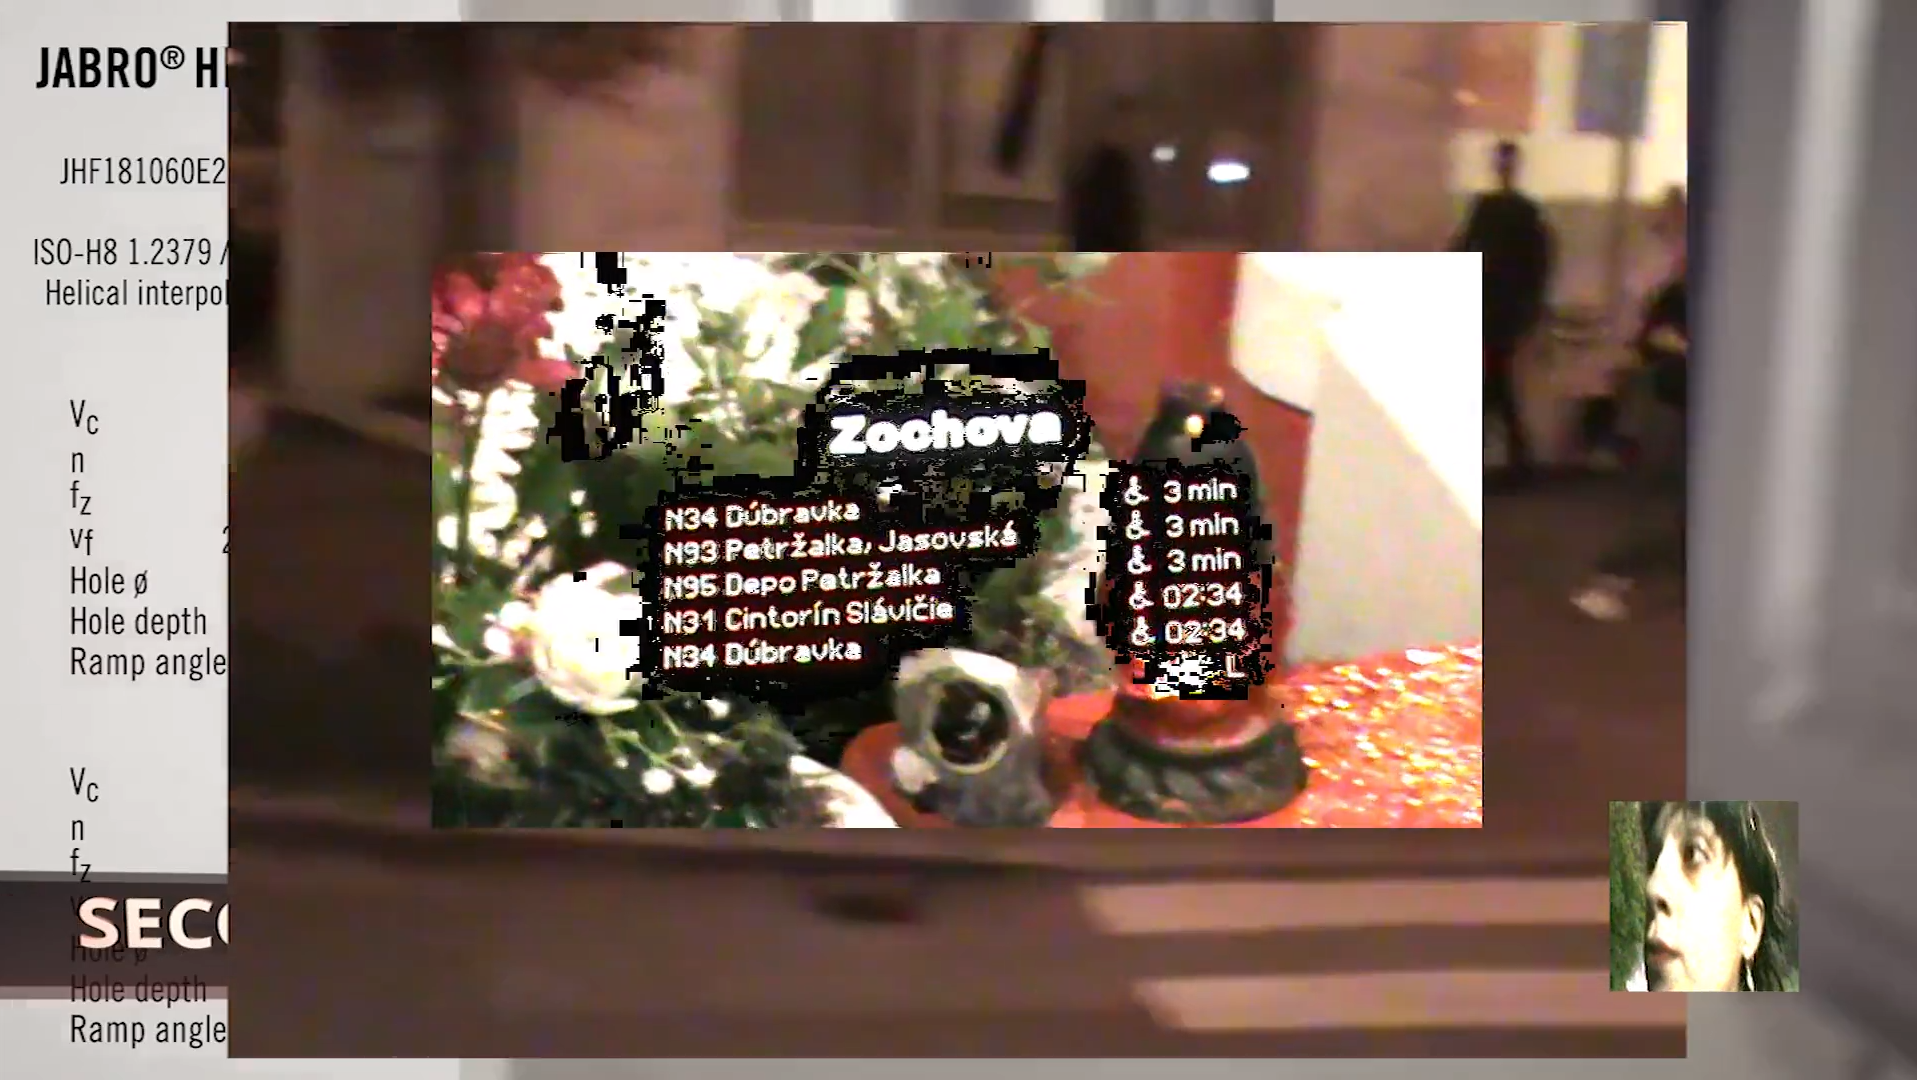 JABRO® H
JHF181060E2
ISO-H8 1.2379 /
Helical interpol
Vc
n
fz
vf 2
Hole ø
Hole depth
Ramp angle
Vc
n
fz
SECO
Hole ø
Hole depth
Ramp angle
Zochova
N34 Dúbravka 3 min
N93 Petržalka, Jasovská 3 min
N95 Depo Petržalka 3 min
N31 Cintorín Slávičie 02:34
N34 Dúbravka 02:34